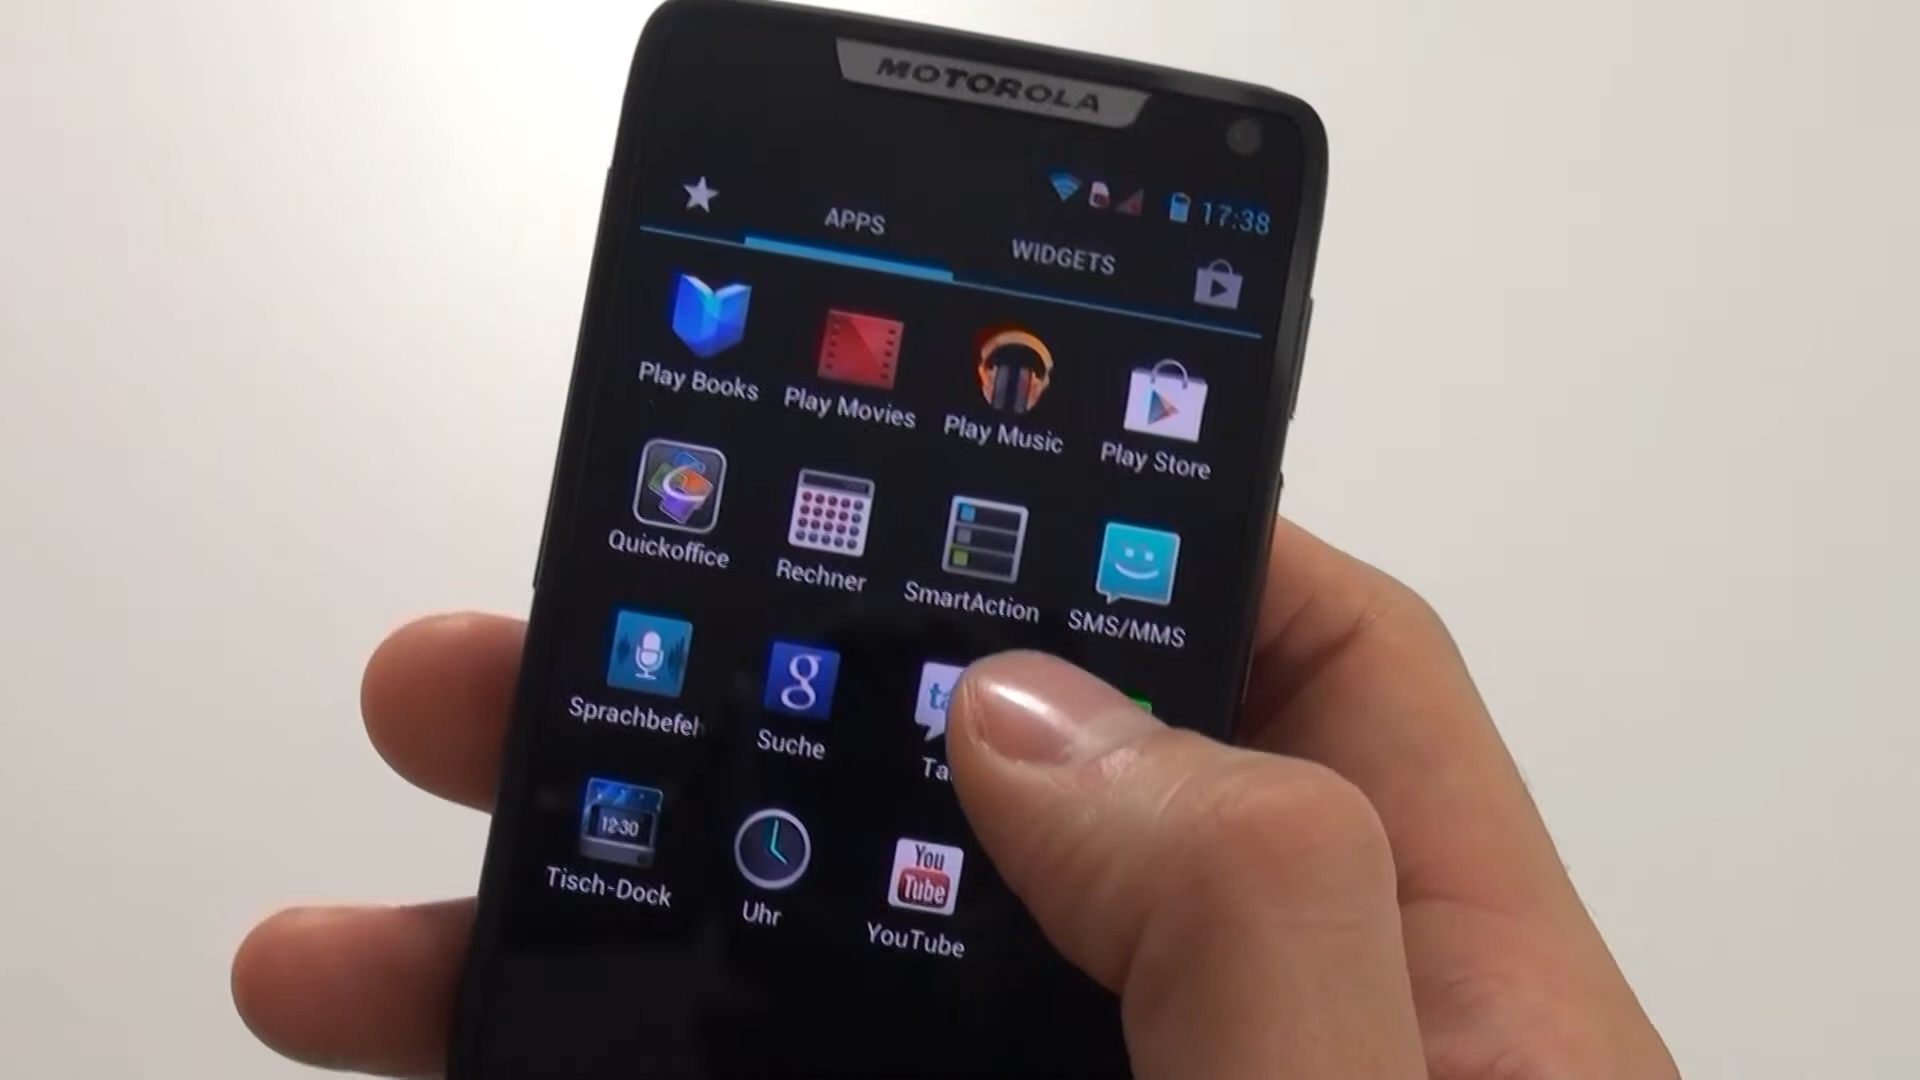 MOTOROLA
17:38
APPS
WIDGETS
Play Books
Play Movies
Play Music
Play Store
Quickoffice
Rechner
SmartAction
SMS/MMS
Sprachbefeh
g
Suche
12:30
Tisch-Dock
Uhr
You
Tube
YouTube